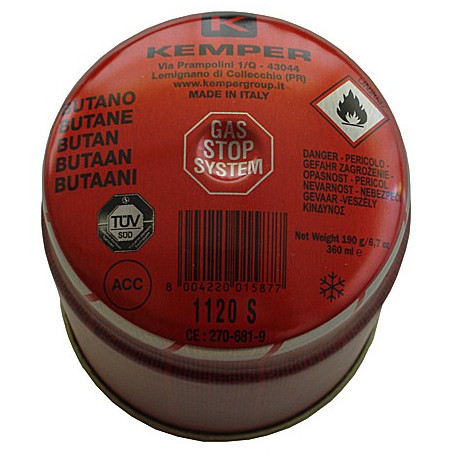 KEMPER
Via Prampolini 1/Q - 43044
Lemignano di Collecchio (PR)
www.kempergroup.it
MADE IN ITALY
BUTANO
BUTANE
BUTAN
BUTAAN
BUTAANI
GAS
STOP
SYSTEM
DANGER - PERICOLO -
GEFAHR ZAGROŻENIE -
OPASNOST - PERICOL
NEVARNOST - NEBEZPEČ
GEVAAR -VESZÉLY
ΚΙΝΔΥΝΟΣ
Net Weight 190 g/6,7 oz
360 ml e
TÜV
SÜD
ACC
8 004220 015877
1120 S
CE : 270-681-9